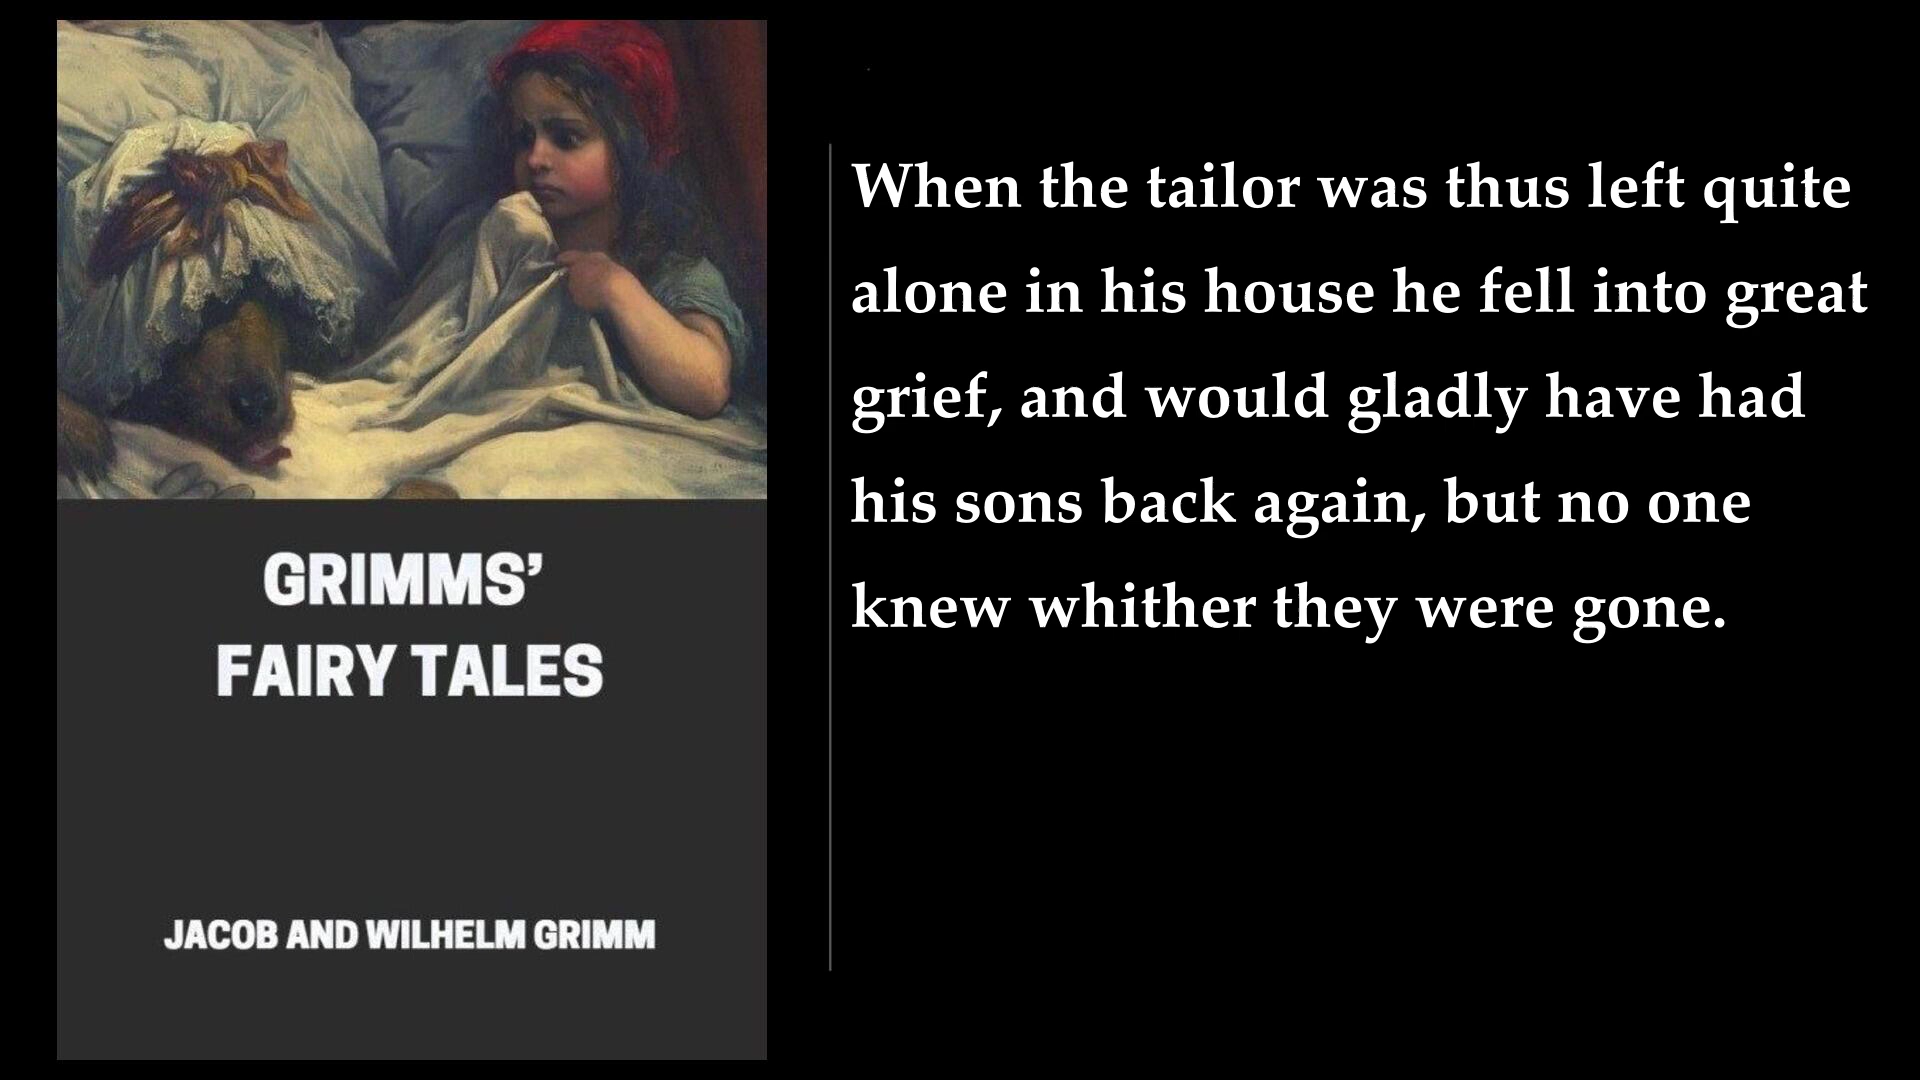 GRIMMS’
FAIRY TALES
JACOB AND WILHELM GRIMM
When the tailor was thus left quite
alone in his house he fell into great
grief, and would gladly have had
his sons back again, but no one
knew whither they were gone.